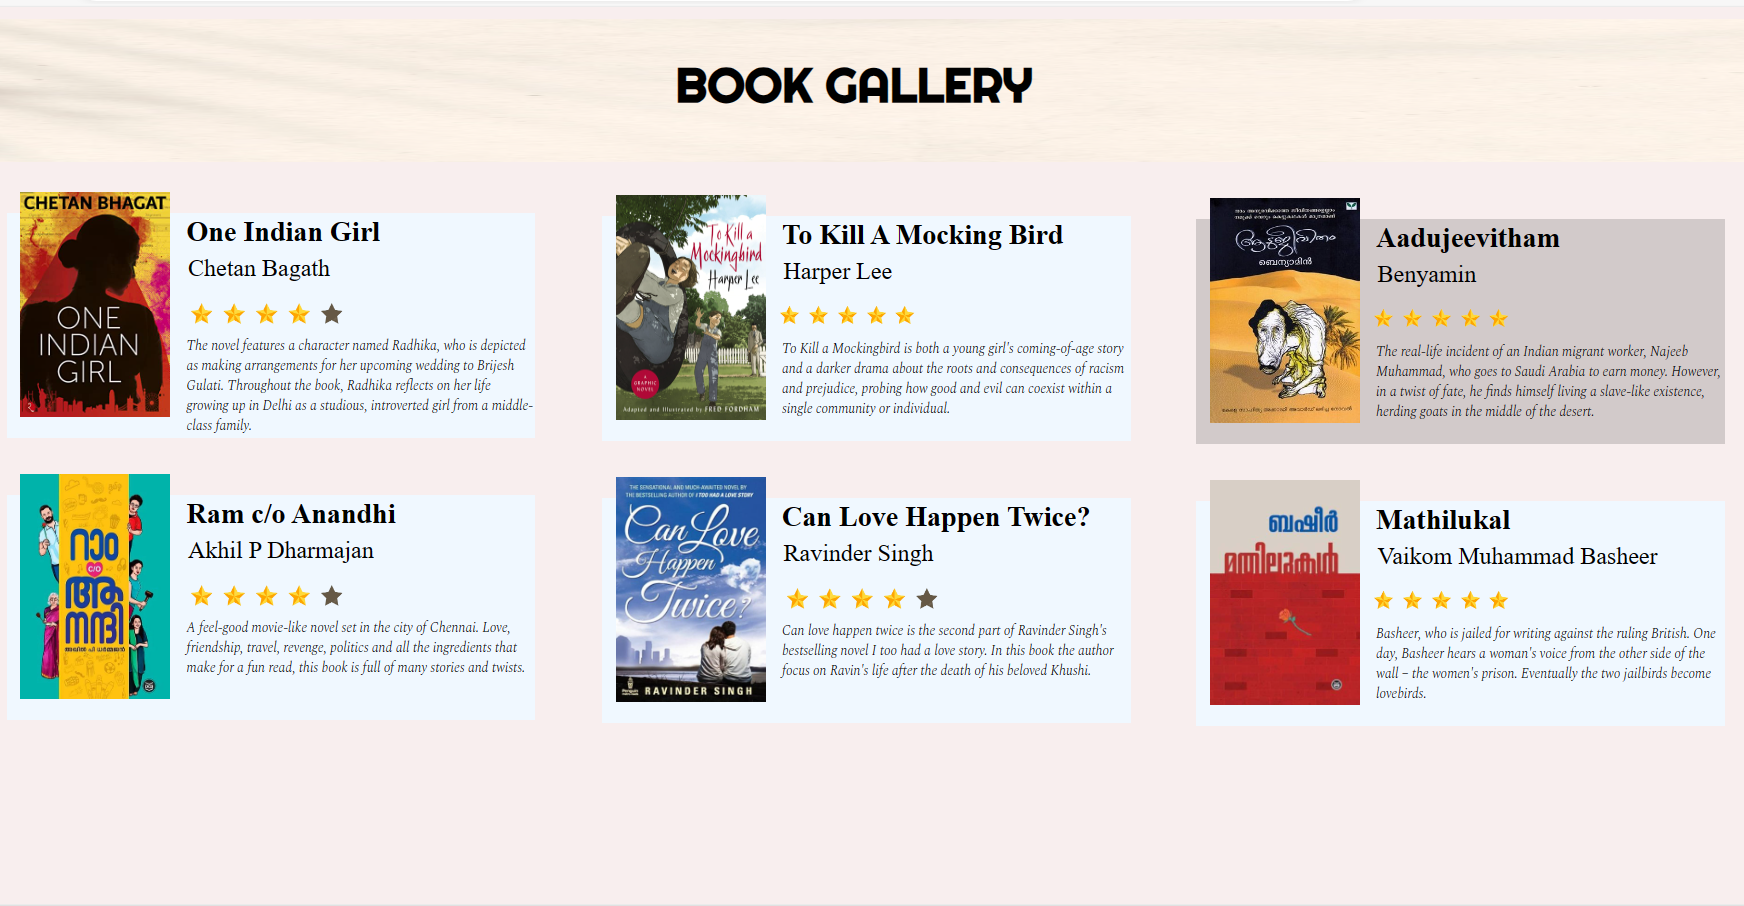 BOOK GALLERY
CHETAN BHAGAT
ONE
INDIAN
GIRL
One Indian Girl
Chetan Bagath
The novel features a character named Radhika, who is depicted
as making arrangements for her upcoming wedding to Brijesh
Gulati. Throughout the book, Radhika reflects on her life
growing up in Delhi as a studious, introverted girl from a middle-
class family.
To Kill a
Mockingbird
Harper Lee
A
GRAPHIC
NOVEL
Adapted and Illustrated by FRED FORDHAM
To Kill A Mocking Bird
Harper Lee
To Kill a Mockingbird is both a young girl's coming-of-age story
and a darker drama about the roots and consequences of racism
and prejudice, probing how good and evil can coexist within a
single community or individual.
നാം അനുഭവിക്കാത്ത ജീവിതങ്ങളെല്ലാം
നമുക്ക് വെറും കെട്ടുകഥകൾ മാത്രമാണ്
ആടുജീവിതം
ബെന്യാമിൻ
Aadujeevitham
Benyamin
The real-life incident of an Indian migrant worker, Najeeb
Muhammad, who goes to Saudi Arabia to earn money. However,
in a twist of fate, he finds himself living a slave-like existence,
herding goats in the middle of the desert.
റാം
C/O
ആ
നന്ദി
അഖിൽ പി ധർമ്മജൻ
Ram c/o Anandhi
Akhil P Dharmajan
A feel-good movie-like novel set in the city of Chennai. Love,
friendship, travel, revenge, politics and all the ingredients that
make for a fun read, this book is full of many stories and twists.
THE SENSATIONAL AND MUCH-AWAITED NOVEL BY
THE BESTSELLING AUTHOR OF I TOO HAD A LOVE STORY
Can Love
Happen
Twice?
RAVINDER SINGH
Can Love Happen Twice?
Ravinder Singh
Can love happen twice is the second part of Ravinder Singh's
bestselling novel I too had a love story. In this book the author
focus on Ravin's life after the death of his beloved Khushi.
ബഷീർ
മതിലുകൾ
Mathilukal
Vaikom Muhammad Basheer
Basheer, who is jailed for writing against the ruling British. One
day, Basheer hears a woman's voice from the other side of the
wall – the women's prison. Eventually the two jailbirds become
lovebirds.